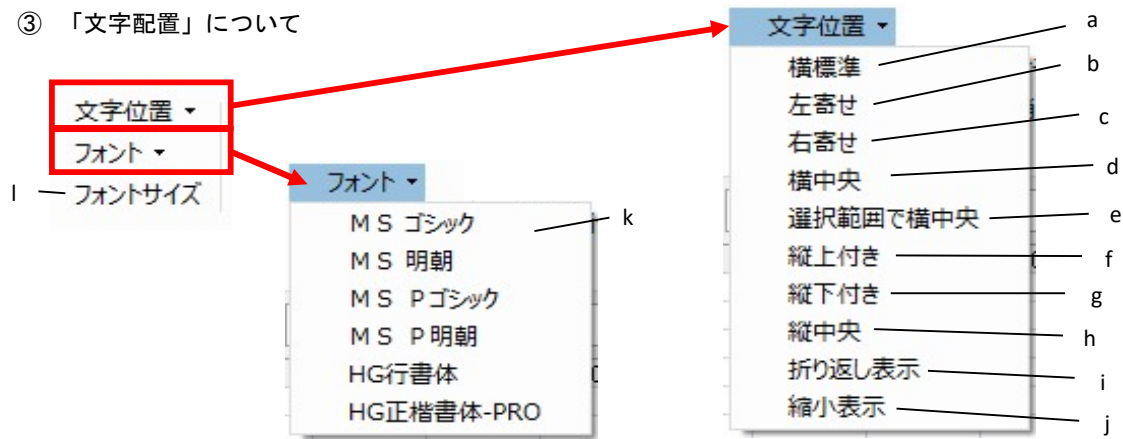 ③ 「文字配置」について
文字位置
フォント
l フォントサイズ
フォント
ＭＳ ゴシック k
ＭＳ 明朝
ＭＳ Ｐゴシック
ＭＳ Ｐ明朝
HG行書体
HG正楷書体-PRO
文字位置
横標準 a
左寄せ b
右寄せ c
横中央 d
選択範囲で横中央 e
縦上付き f
縦下付き g
縦中央 h
折り返し表示 i
縮小表示 j